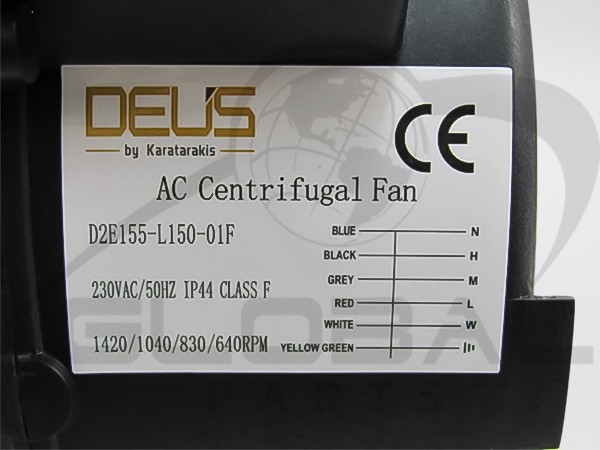 DEUS
by Karatarakis
CE
AC Centrifugal Fan
D2E155-L150-01F
230VAC/50HZ IP44 CLASS F
1420/1040/830/640RPM
BLUE N
BLACK H
GREY M
RED L
WHITE W
YELLOW GREEN
GLOBAL
PARTS